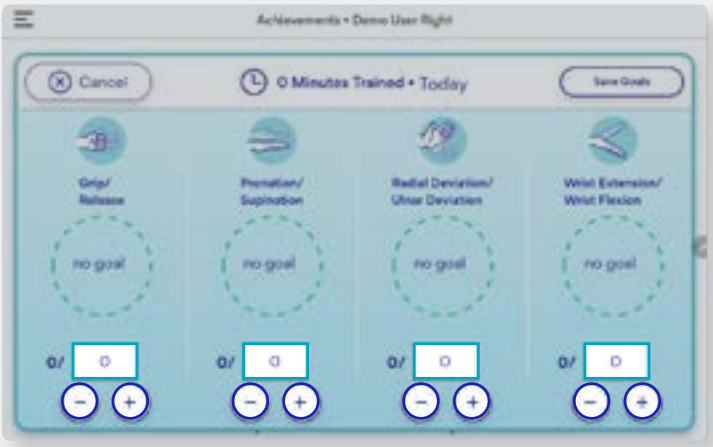 Achievements • Demo User Right
Cancel
0 Minutes Trained • Today
Save Goals
Grip/
Release
Pronation/
Supination
Radial Deviation/
Ulnar Deviation
Wrist Extension/
Wrist Flexion
no goal
no goal
no goal
no goal
0/ 0
0/ 0
0/ 0
0/ 0
− +
− +
− +
− +